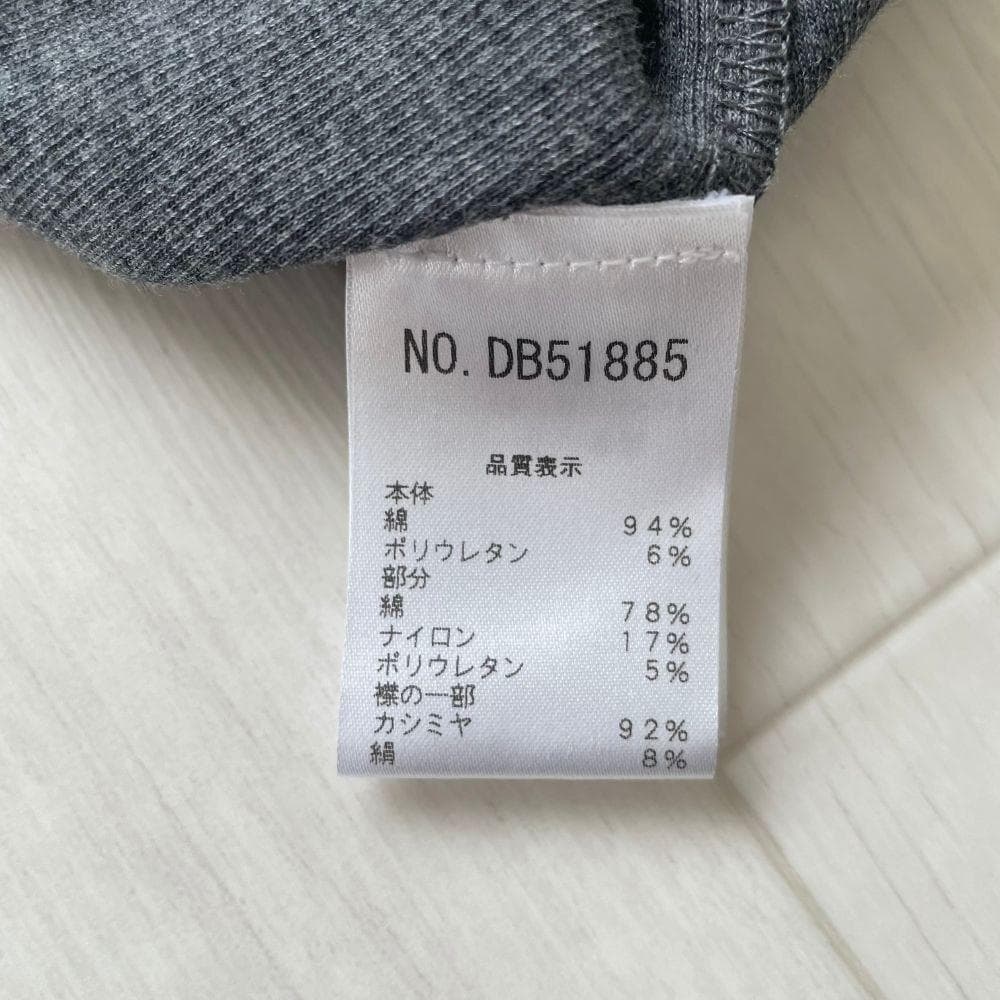 NO. DB51885
品質表示
本体
綿 94%
ポリウレタン 6%
部分
綿 78%
ナイロン 17%
ポリウレタン 5%
襟の一部
カシミヤ 92%
絹 8%